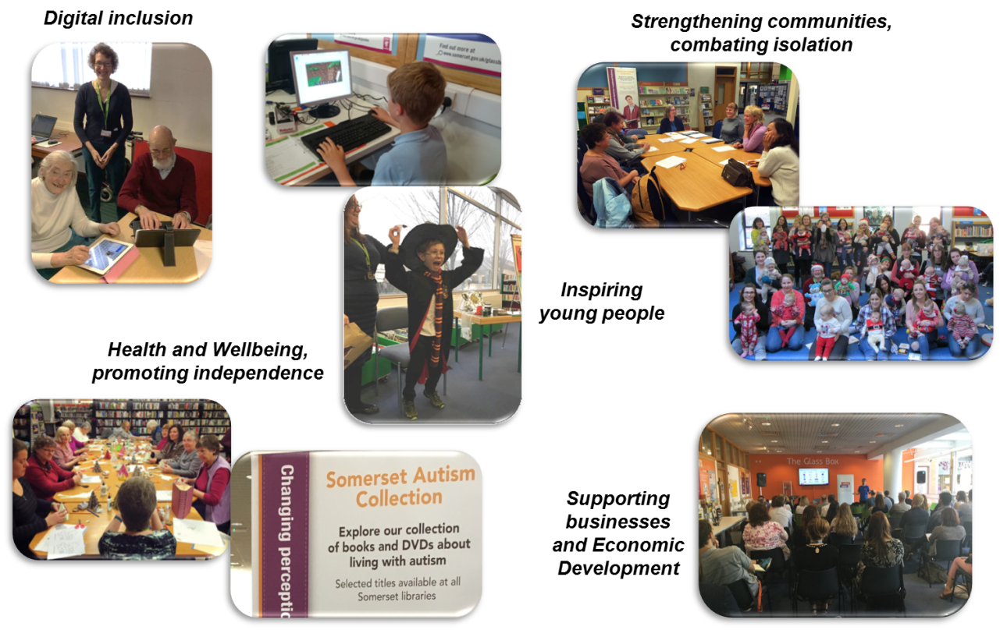 Digital inclusion
Strengthening communities,
combating isolation
Find out more at
www.somerset.gov.uk/glassb
Inspiring
young people
Health and Wellbeing,
promoting independence
Changing perceptio
Somerset Autism
Collection
Explore our collection
of books and DVDs about
living with autism
Selected titles available at all
Somerset libraries
The Glass Box
Supporting
businesses
and Economic
Development